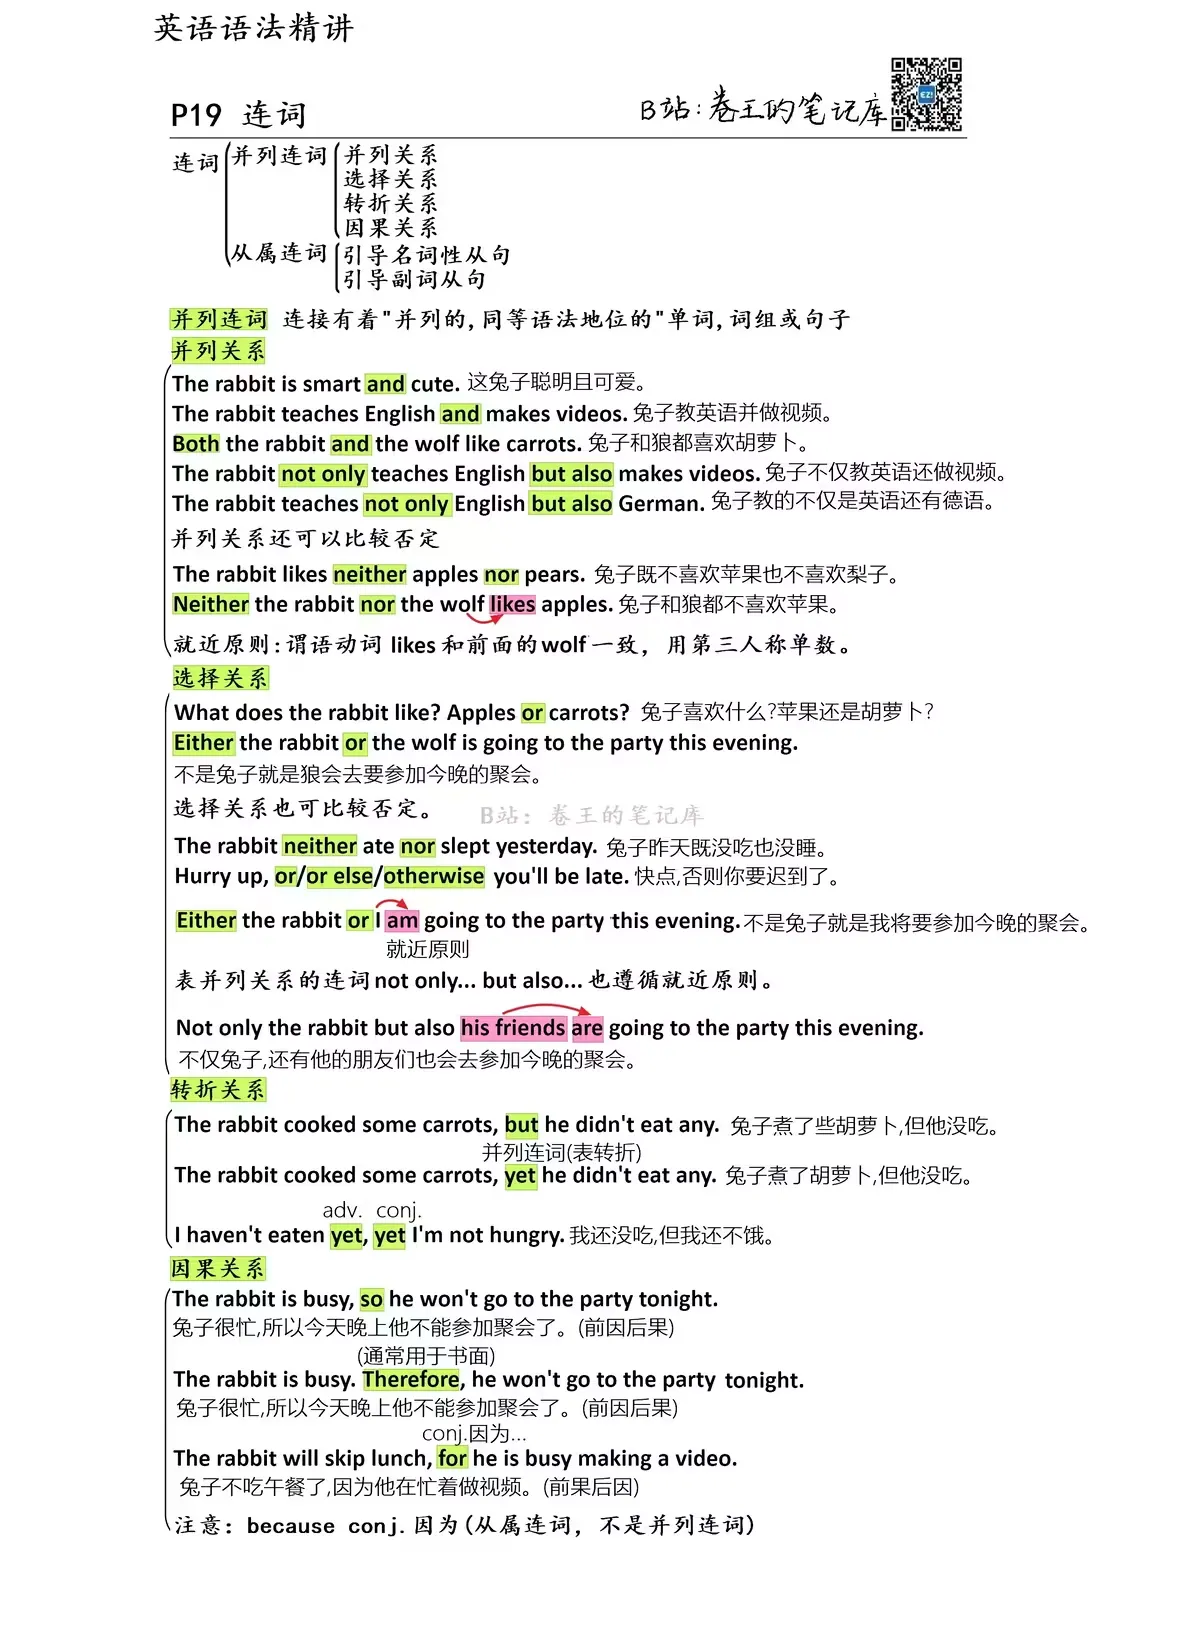 英语语法精讲
P19 连词
B站:卷王的笔记库
连词
并列连词
并列关系
选择关系
转折关系
因果关系
从属连词
引导名词性从句
引导副词从句
并列连词 连接有着"并列的,同等语法地位的"单词,词组或句子
并列关系
The rabbit is smart and cute. 这兔子聪明且可爱。
The rabbit teaches English and makes videos. 兔子教英语并做视频。
Both the rabbit and the wolf like carrots. 兔子和狼都喜欢胡萝卜。
The rabbit not only teaches English but also makes videos. 兔子不仅教英语还做视频。
The rabbit teaches not only English but also German. 兔子教的不仅是英语还有德语。
并列关系还可以比较否定
The rabbit likes neither apples nor pears. 兔子既不喜欢苹果也不喜欢梨子。
Neither the rabbit nor the wolf likes apples. 兔子和狼都不喜欢苹果。
就近原则:谓语动词 likes 和前面的wolf一致, 用第三人称单数。
选择关系
What does the rabbit like? Apples or carrots? 兔子喜欢什么?苹果还是胡萝卜?
Either the rabbit or the wolf is going to the party this evening.
不是兔子就是狼会去要参加今晚的聚会。
选择关系也可比较否定。
B站: 卷王的笔记库
The rabbit neither ate nor slept yesterday. 兔子昨天既没吃也没睡。
Hurry up, or/or else/otherwise you'll be late. 快点,否则你要迟到了。
Either the rabbit or I am going to the party this evening. 不是兔子就是我将要参加今晚的聚会。
就近原则
表并列关系的连词not only... but also...也遵循就近原则。
Not only the rabbit but also his friends are going to the party this evening.
不仅兔子,还有他的朋友们也会去参加今晚的聚会。
转折关系
The rabbit cooked some carrots, but he didn't eat any. 兔子煮了些胡萝卜,但他没吃。
并列连词(表转折)
The rabbit cooked some carrots, yet he didn't eat any. 兔子煮了胡萝卜,但他没吃。
adv. conj.
I haven't eaten yet, yet I'm not hungry. 我还没吃,但我还不饿。
因果关系
The rabbit is busy, so he won't go to the party tonight.
兔子很忙,所以今天晚上他不能参加聚会了。(前因后果)
(通常用于书面)
The rabbit is busy. Therefore, he won't go to the party tonight.
兔子很忙,所以今天晚上他不能参加聚会了。(前因后果)
conj.因为...
The rabbit will skip lunch, for he is busy making a video.
兔子不吃午餐了,因为他在忙着做视频。(前果后因)
注意: because conj.因为(从属连词, 不是并列连词)